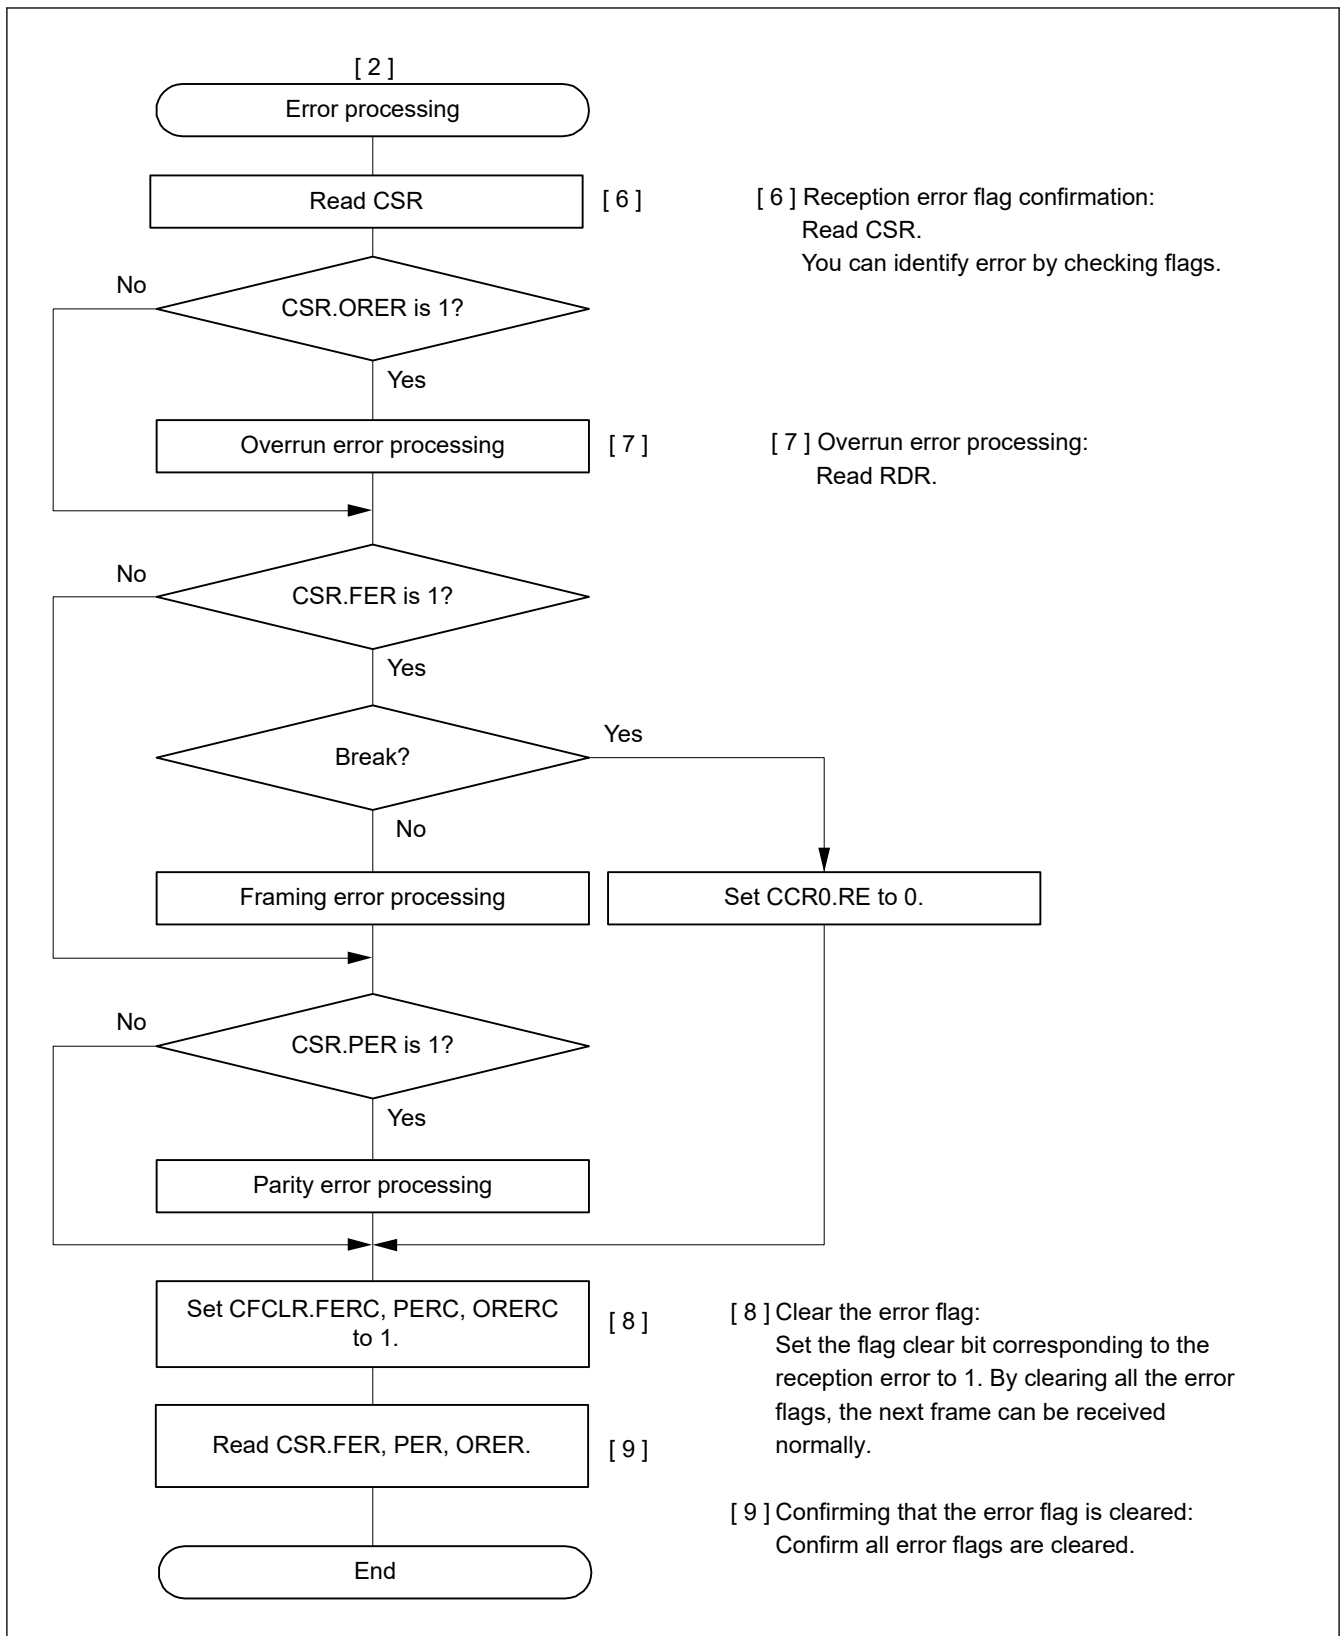 [ 2 ]
Error processing
Read CSR
[ 6 ]
[ 6 ] Reception error flag confirmation:
Read CSR.
You can identify error by checking flags.
No
CSR.ORER is 1?
Yes
Overrun error processing
[ 7 ]
[ 7 ] Overrun error processing:
Read RDR.
No
CSR.FER is 1?
Yes
Break?
Yes
No
Framing error processing
Set CCR0.RE to 0.
No
CSR.PER is 1?
Yes
Parity error processing
Set CFCLR.FERC, PERC, ORERC
to 1.
[ 8 ]
[ 8 ] Clear the error flag:
Set the flag clear bit corresponding to the
reception error to 1. By clearing all the error
flags, the next frame can be received
normally.
Read CSR.FER, PER, ORER.
[ 9 ]
[ 9 ] Confirming that the error flag is cleared:
Confirm all error flags are cleared.
End